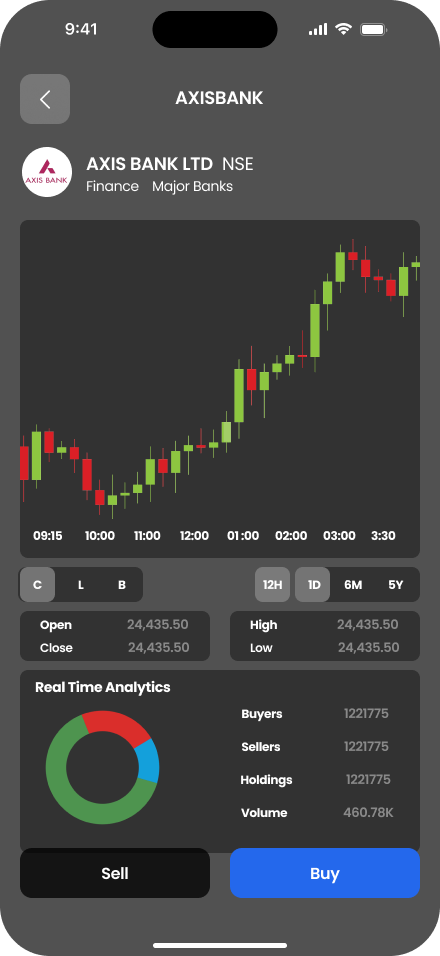 9:41
AXISBANK
AXIS BANK
AXIS BANK LTD NSE
Finance Major Banks
09:15 10:00 11:00 12:00 01:00 02:00 03:00 3:30
C L B 12H 1D 6M 5Y
Open 24,435.50 High 24,435.50
Close 24,435.50 Low 24,435.50
Real Time Analytics
Buyers 1221775
Sellers 1221775
Holdings 1221775
Volume 460.78K
Sell Buy